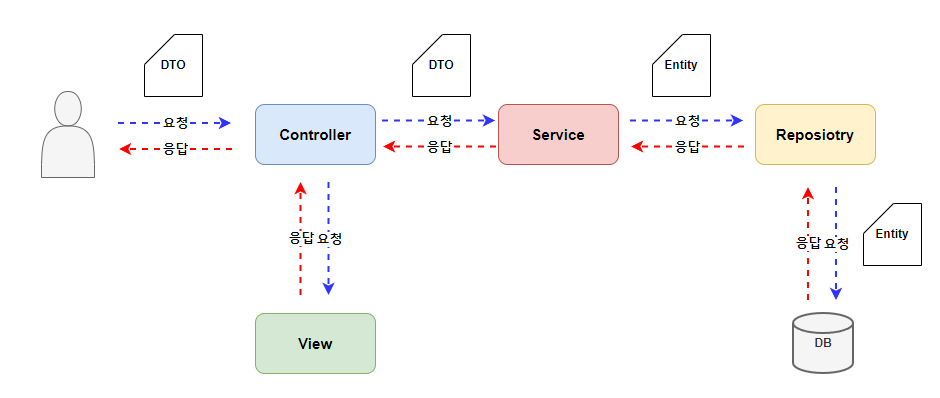 DTO
DTO
Entity
요청
응답
Controller
요청
응답
Service
요청
응답
Reposiotry
응답 요청
응답 요청
Entity
View
DB